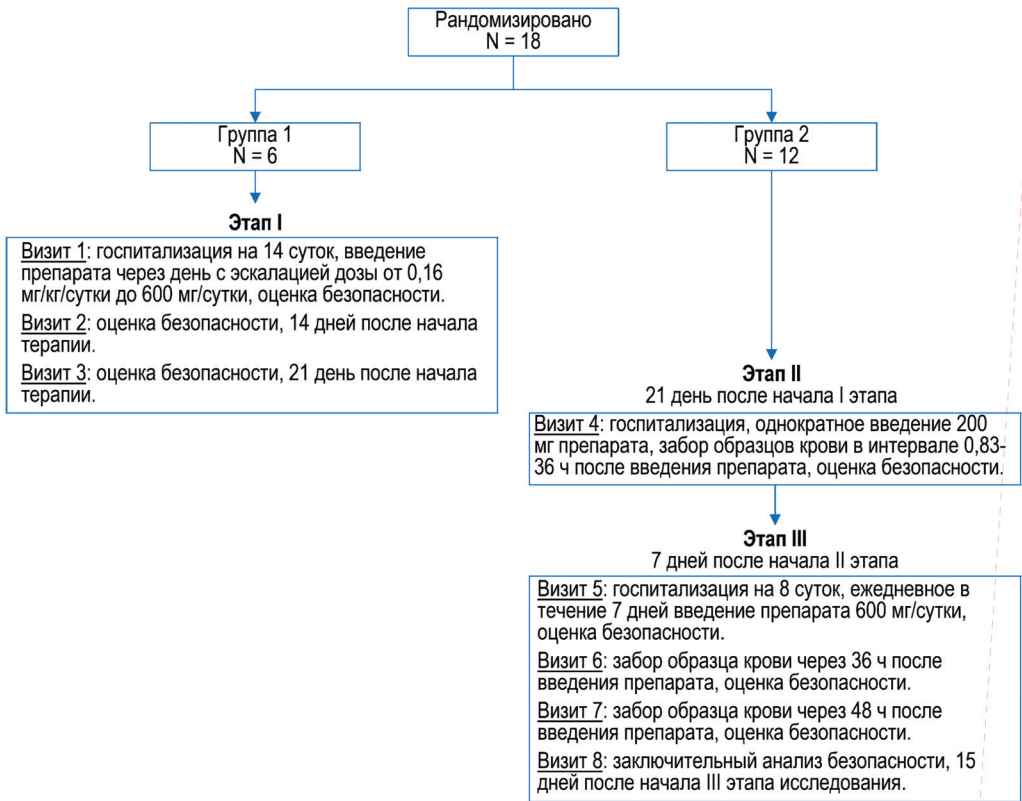 Рандомизировано
N = 18
Группа 1
N = 6
Группа 2
N = 12
Этап I
Визит 1: госпитализация на 14 суток, введение
препарата через день с эскалацией дозы от 0,16
мг/кг/сутки до 600 мг/сутки, оценка безопасности.
Визит 2: оценка безопасности, 14 дней после начала
терапии.
Визит 3: оценка безопасности, 21 день после начала
терапии.
Этап II
21 день после начала I этапа
Визит 4: госпитализация, однократное введение 200
мг препарата, забор образцов крови в интервале 0,83-
36 ч после введения препарата, оценка безопасности.
Этап III
7 дней после начала II этапа
Визит 5: госпитализация на 8 суток, ежедневное в
течение 7 дней введение препарата 600 мг/сутки,
оценка безопасности.
Визит 6: забор образца крови через 36 ч после
введения препарата, оценка безопасности.
Визит 7: забор образца крови через 48 ч после
введения препарата, оценка безопасности.
Визит 8: заключительный анализ безопасности, 15
дней после начала III этапа исследования.